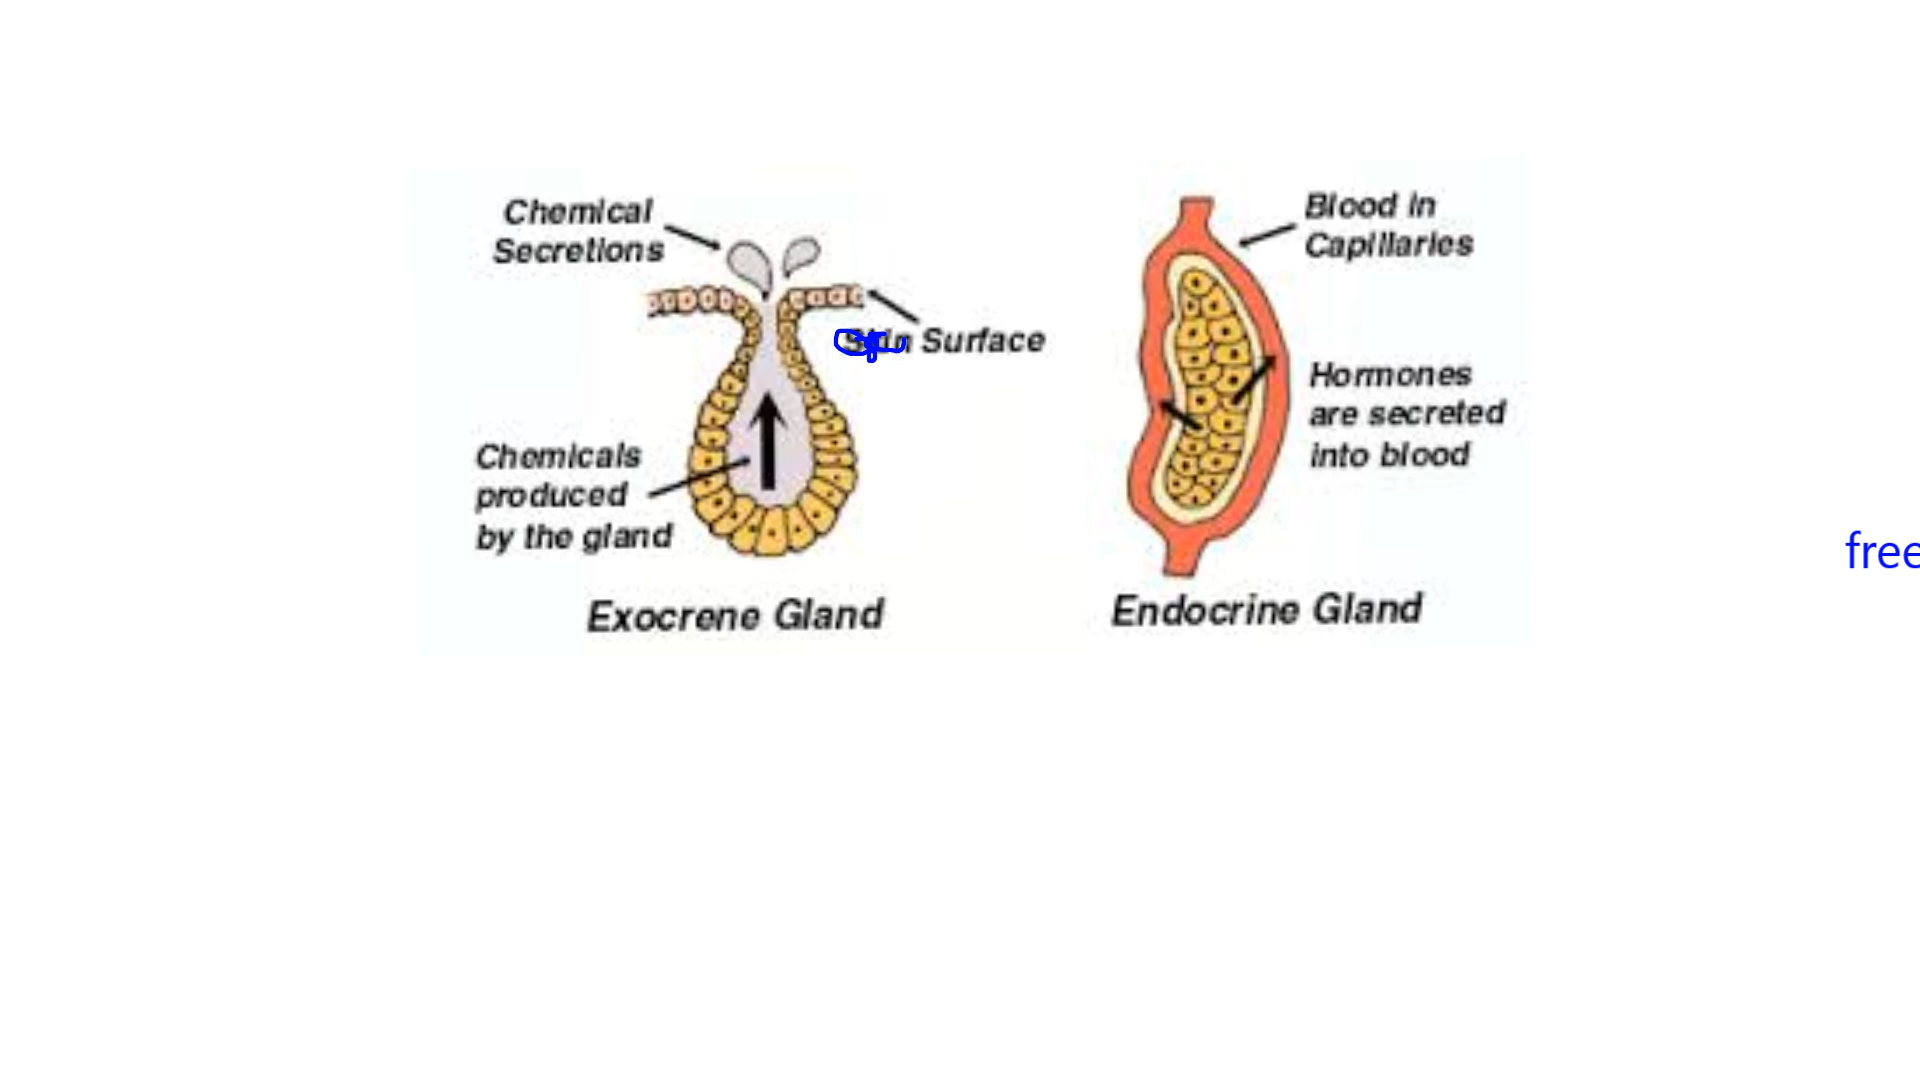 Chemical
Secretions
Skin Surface
Chemicals
produced
by the gland
Exocrene Gland
Blood in
Capillaries
Hormones
are secreted
into blood
Endocrine Gland
free